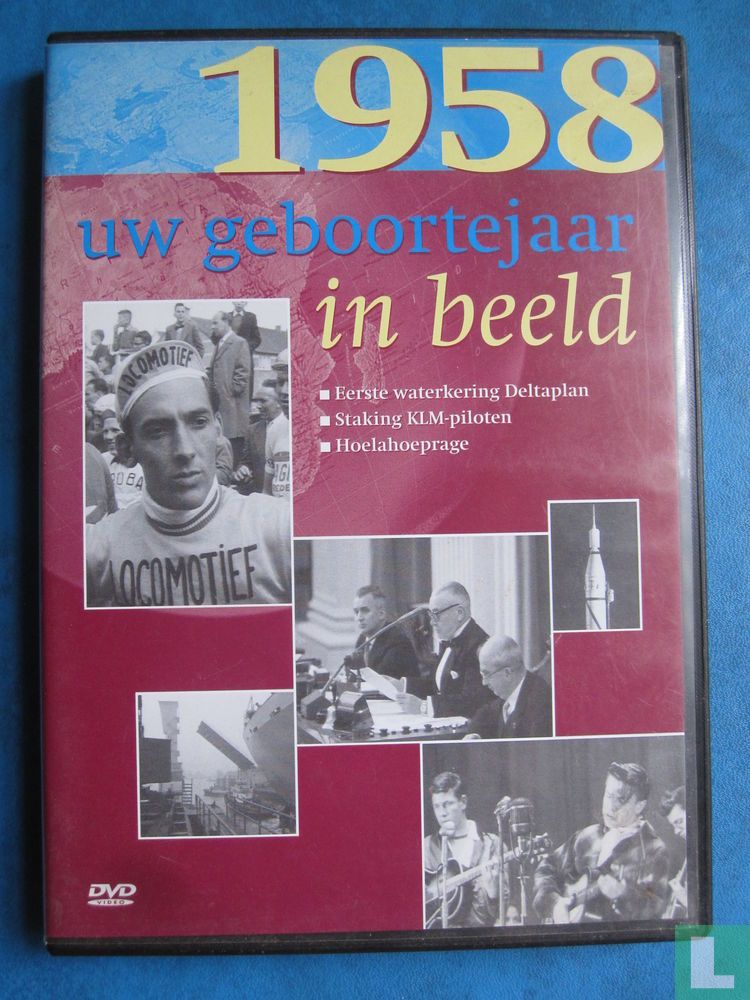 1958
uw geboortejaar
in beeld
Eerste waterkering Deltaplan
Staking KLM-piloten
Hoelahoeprage
LOCOMOTIEF
LOCOMOTIEF
DVD
VIDEO
L